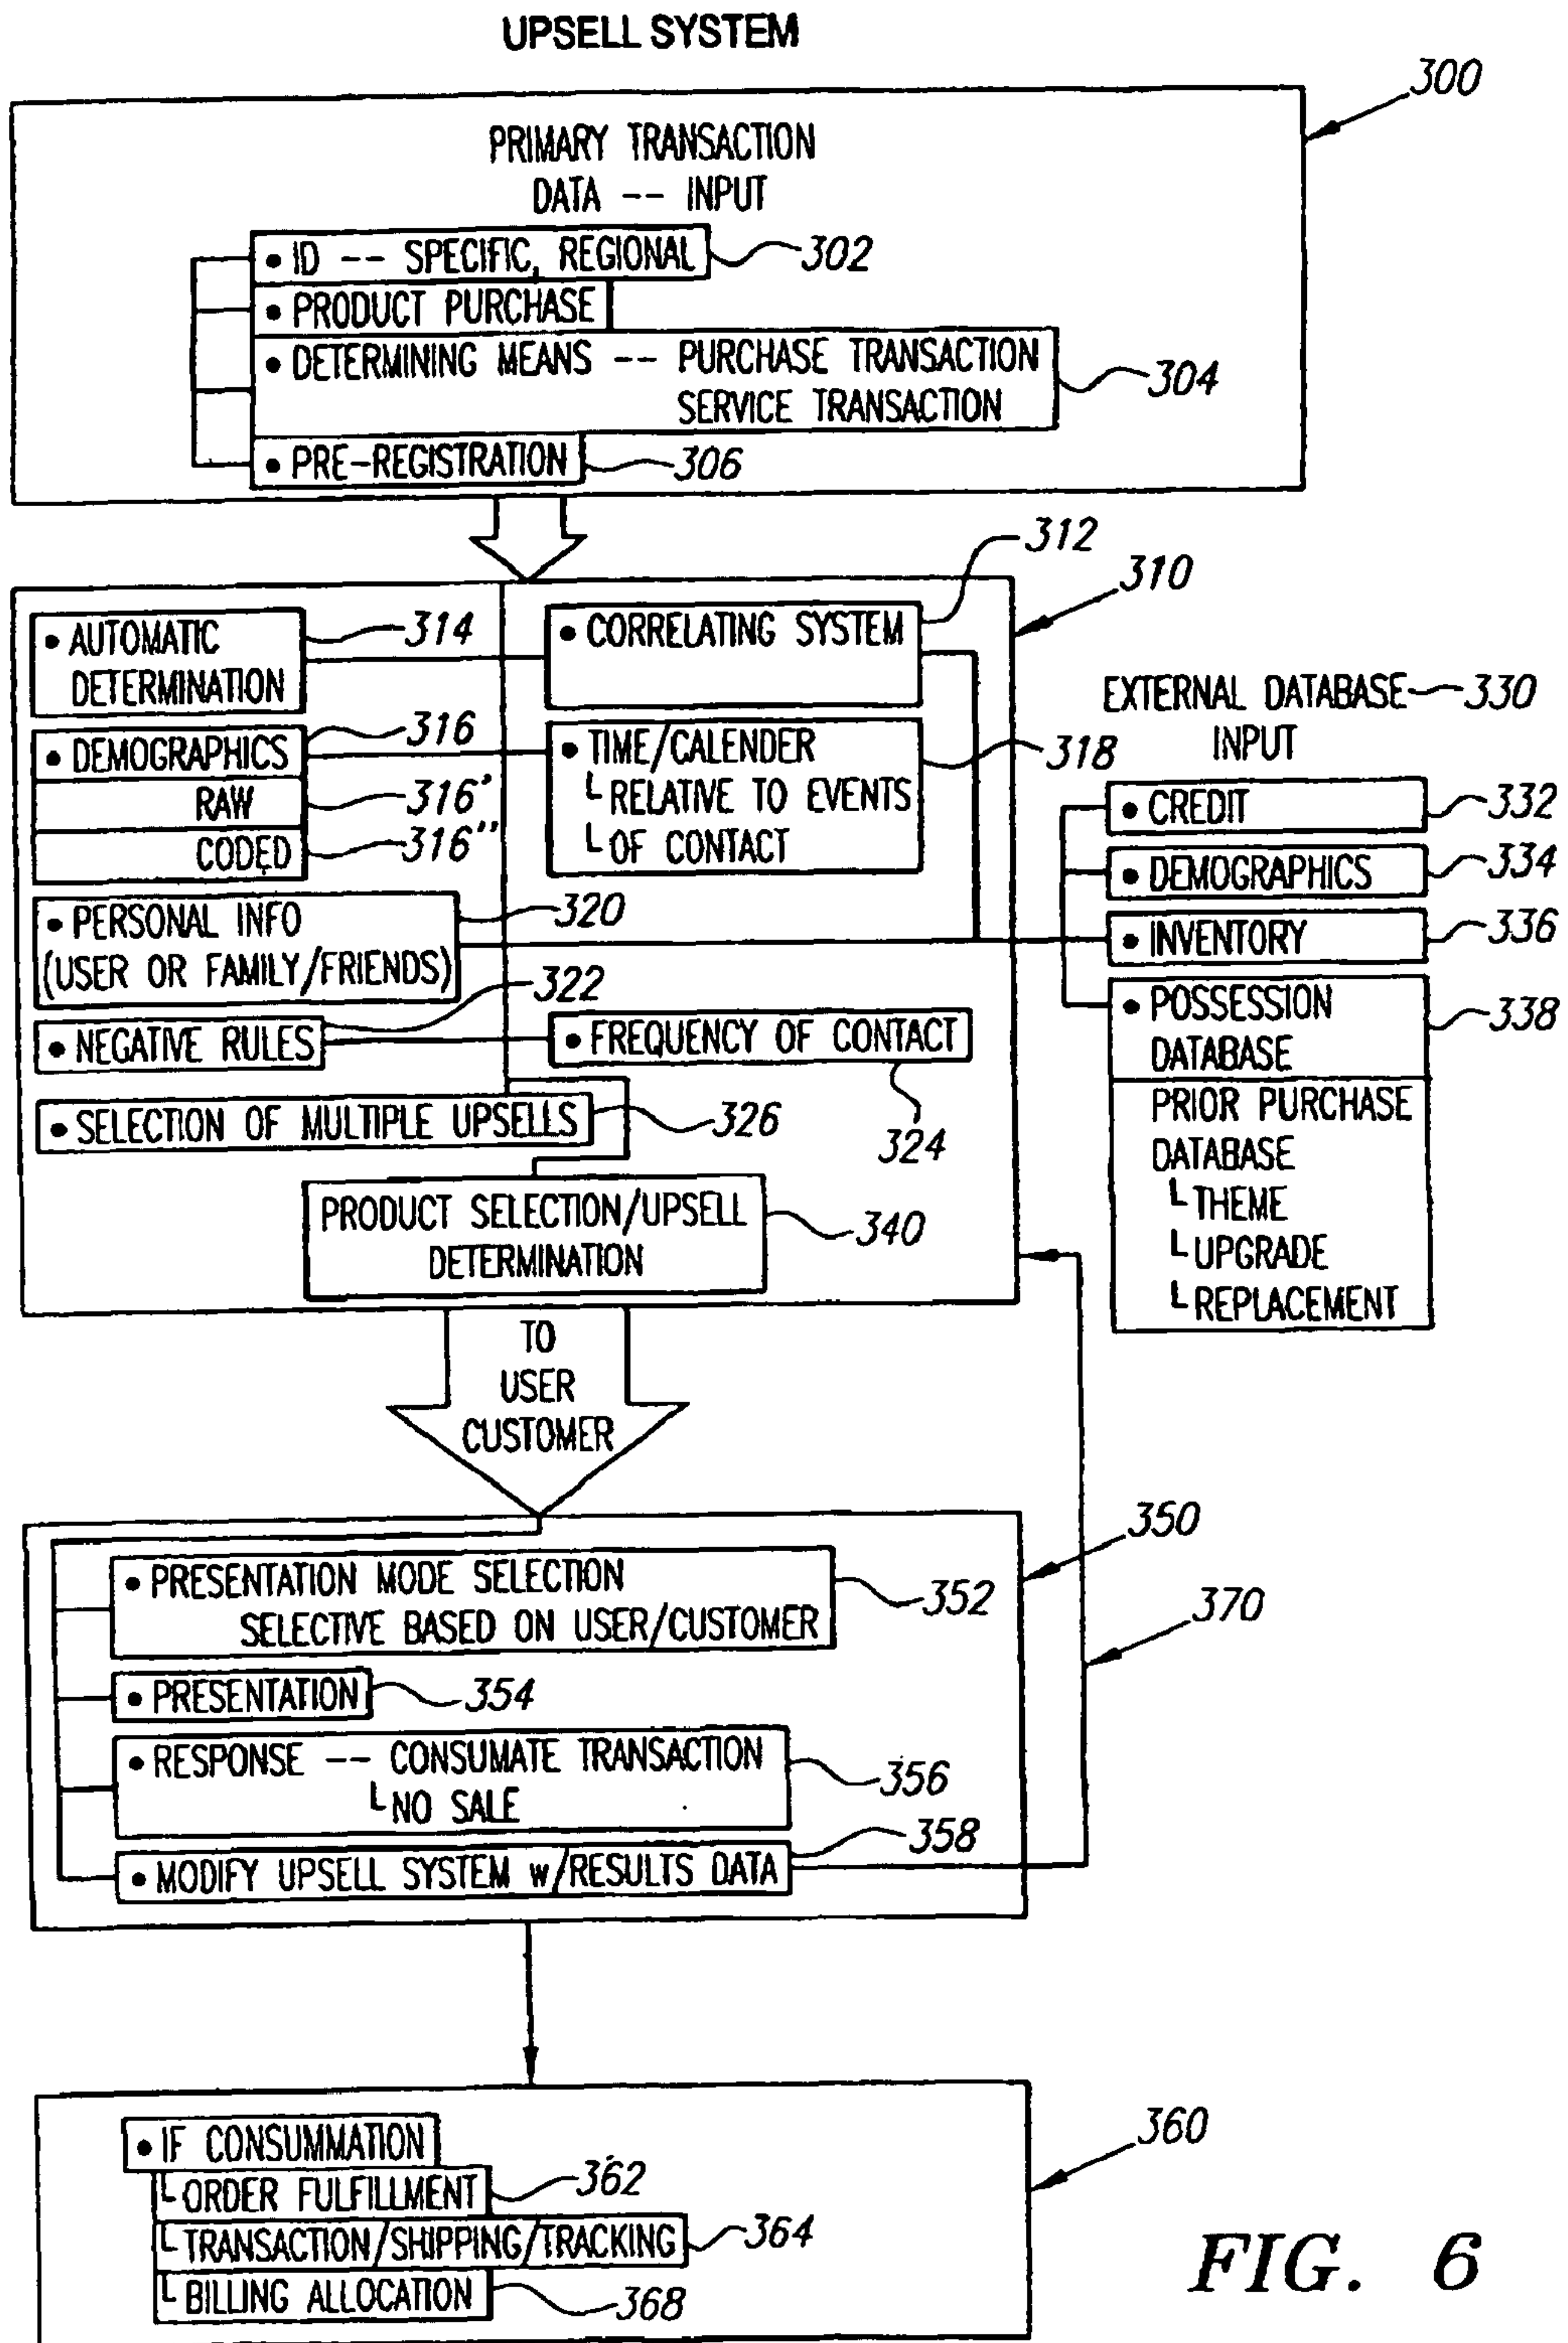 UPSELL SYSTEM
300
PRIMARY TRANSACTION
DATA -- INPUT
• ID -- SPECIFIC, REGIONAL 302
• PRODUCT PURCHASE
• DETERMINING MEANS -- PURCHASE TRANSACTION
SERVICE TRANSACTION
304
• PRE-REGISTRATION 306
312
310
• AUTOMATIC
DETERMINATION
314
• CORRELATING SYSTEM
• DEMOGRAPHICS 316
RAW 316'
CODED 316''
• TIME/CALENDER
└ RELATIVE TO EVENTS
└ OF CONTACT
318
• PERSONAL INFO
(USER OR FAMILY/FRIENDS)
320
• NEGATIVE RULES 322
• FREQUENCY OF CONTACT
324
• SELECTION OF MULTIPLE UPSELLS 326
PRODUCT SELECTION/UPSELL
DETERMINATION
340
EXTERNAL DATABASE 330
INPUT
• CREDIT 332
• DEMOGRAPHICS 334
• INVENTORY 336
• POSSESSION
DATABASE
338
PRIOR PURCHASE
DATABASE
└ THEME
└ UPGRADE
└ REPLACEMENT
TO
USER
CUSTOMER
350
370
• PRESENTATION MODE SELECTION
SELECTIVE BASED ON USER/CUSTOMER
352
• PRESENTATION 354
• RESPONSE -- CONSUMATE TRANSACTION
└ NO SALE
356
• MODIFY UPSELL SYSTEM w/RESULTS DATA 358
360
• IF CONSUMMATION
└ ORDER FULFILLMENT 362
└ TRANSACTION/SHIPPING/TRACKING 364
└ BILLING ALLOCATION 368
FIG. 6